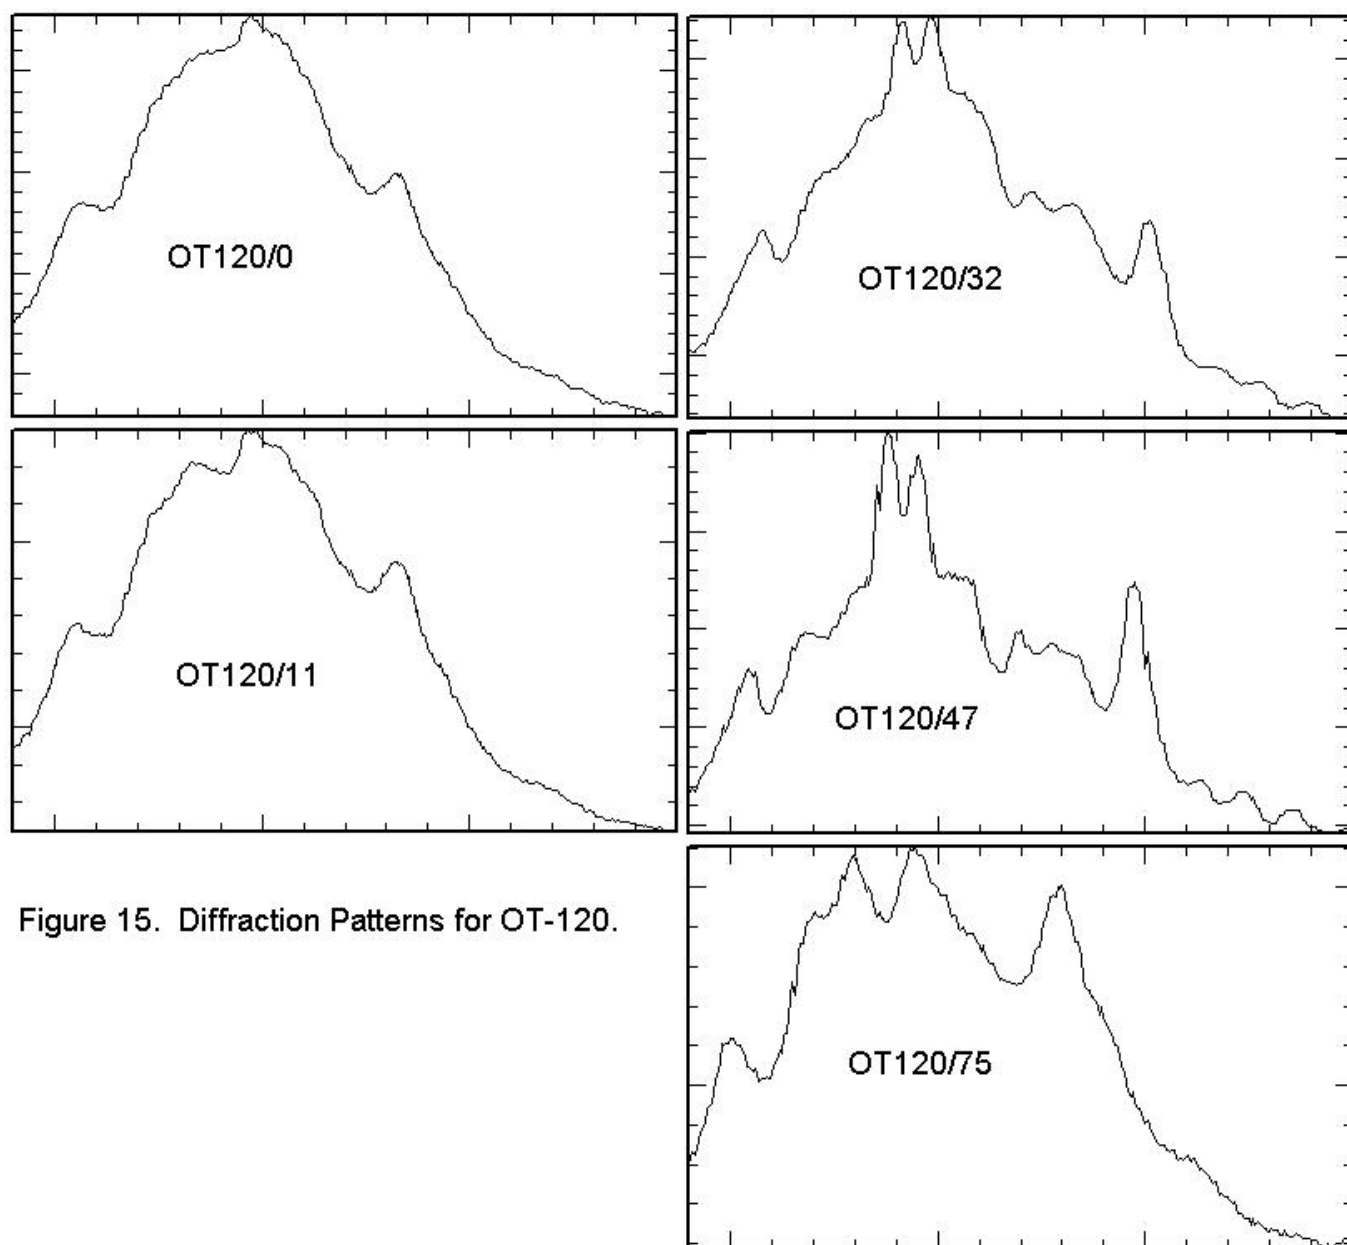 OT120/0
OT120/32
OT120/11
OT120/47
Figure 15. Diffraction Patterns for OT-120.
OT120/75